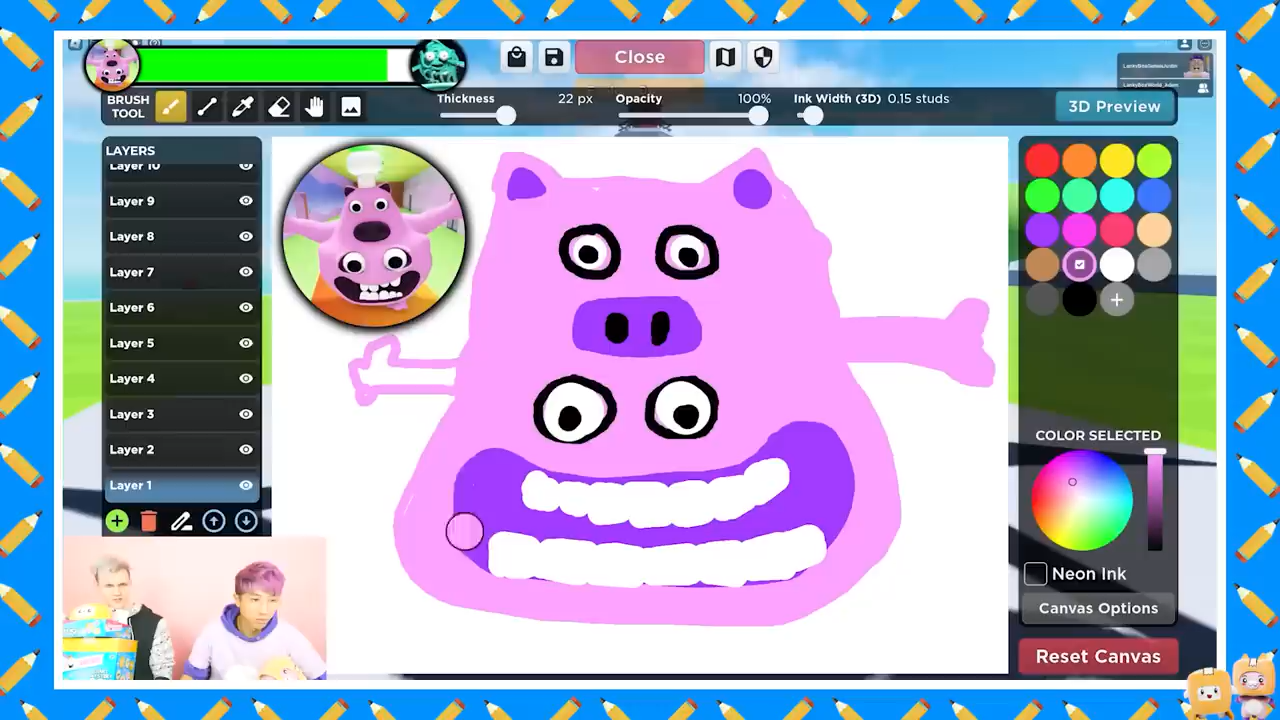 Close
BRUSH
TOOL
Thickness
22 px
Opacity
100%
Ink Width (3D)
0.15 studs
3D Preview
LAYERS
Layer 10
Layer 9
Layer 8
Layer 7
Layer 6
Layer 5
Layer 4
Layer 3
Layer 2
Layer 1
COLOR SELECTED
Neon Ink
Canvas Options
Reset Canvas